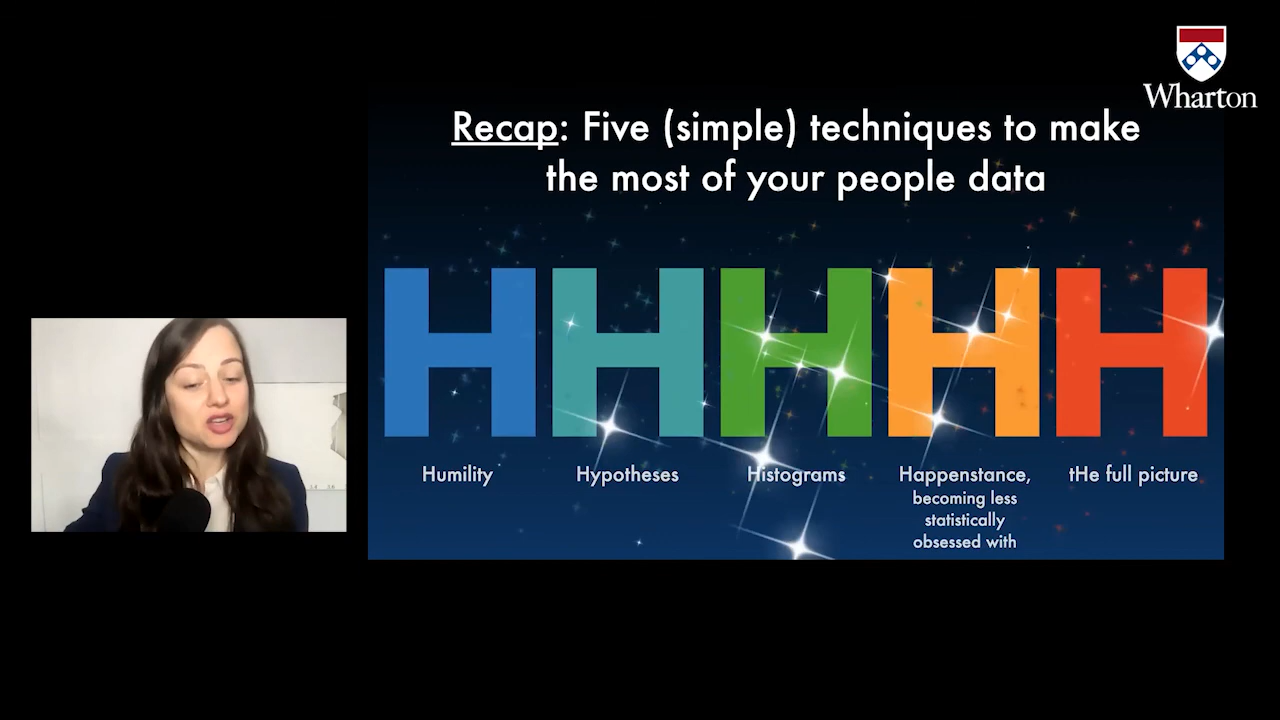 Wharton
Recap: Five (simple) techniques to make
the most of your people data
H H H H H
Humility
Hypotheses
Histograms
Happenstance,
becoming less
statistically
obsessed with
tHe full picture